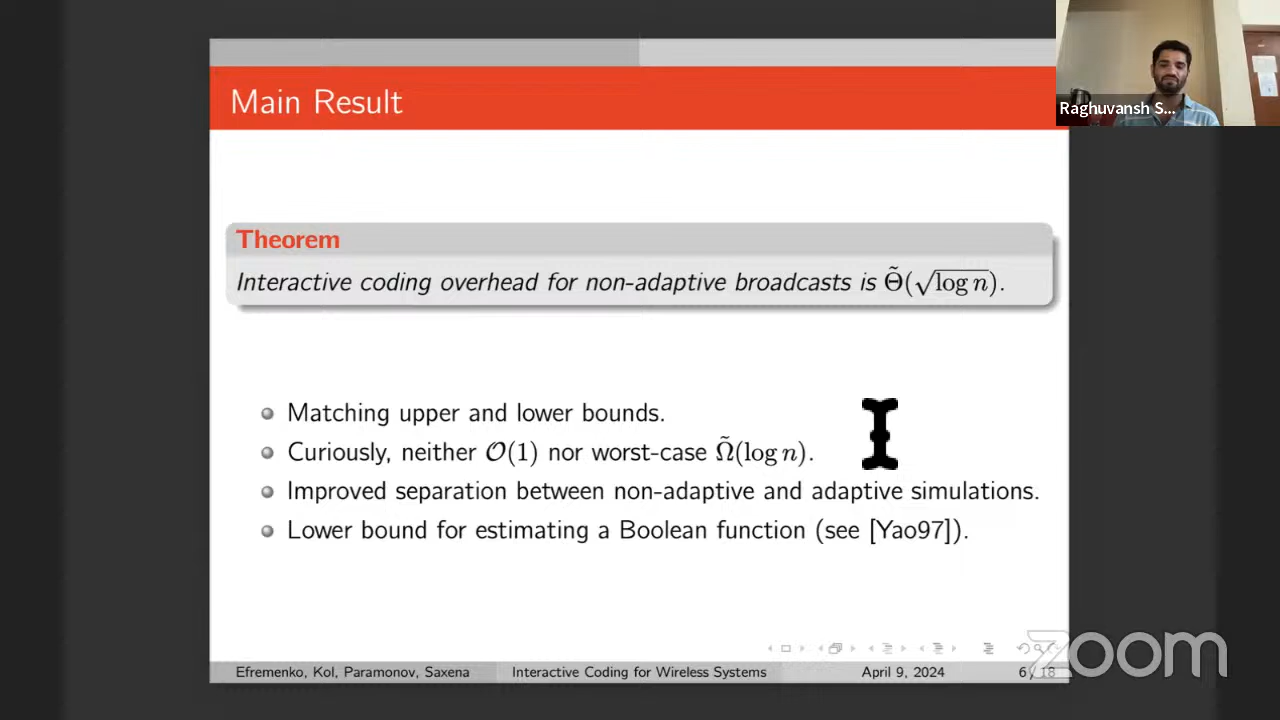 Main Result
Raghuvansh S...
Theorem
Interactive coding overhead for non-adaptive broadcasts is Θ̃(√log n).
Matching upper and lower bounds.
Curiously, neither O(1) nor worst-case Ω̃(log n).
Improved separation between non-adaptive and adaptive simulations.
Lower bound for estimating a Boolean function (see [Yao97]).
zoom
Efremenko, Kol, Paramonov, Saxena Interactive Coding for Wireless Systems April 9, 2024 6 / 18